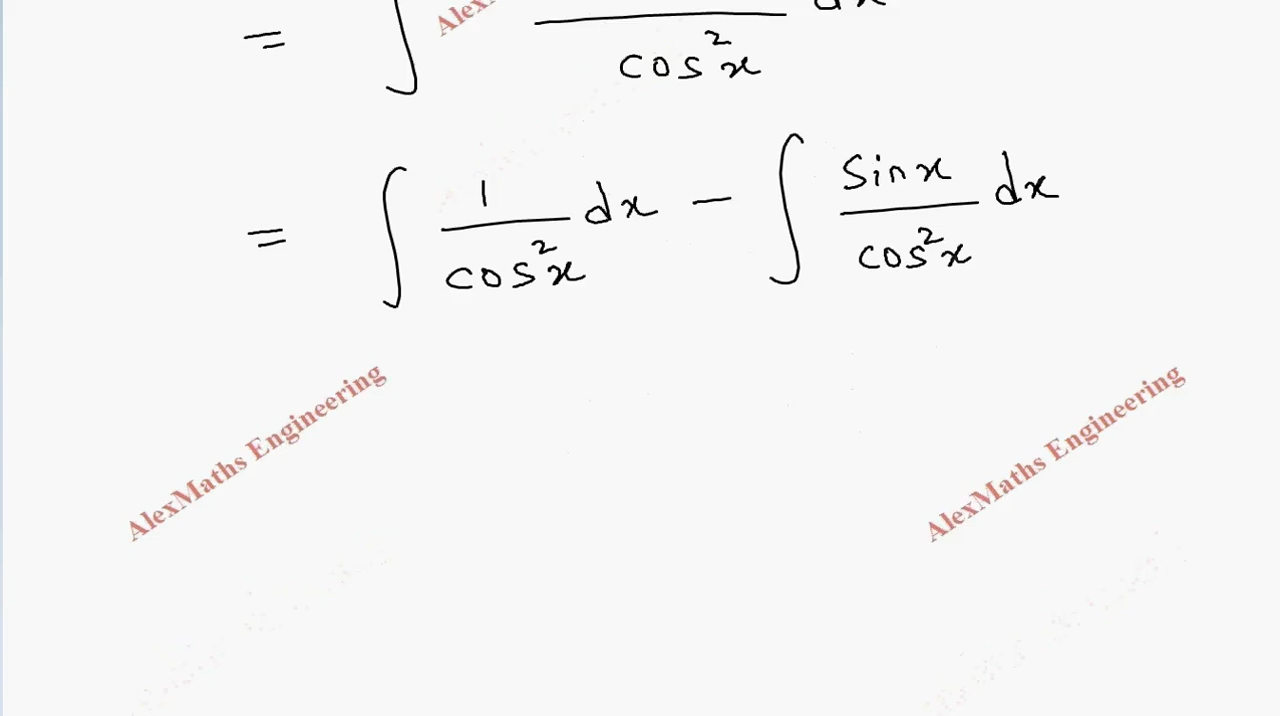 = ∫ ―― dx
cos²x
= ∫ 1/cos²x dx − ∫ sinx/cos²x dx
AlexMaths Engineering AlexMaths Engineering